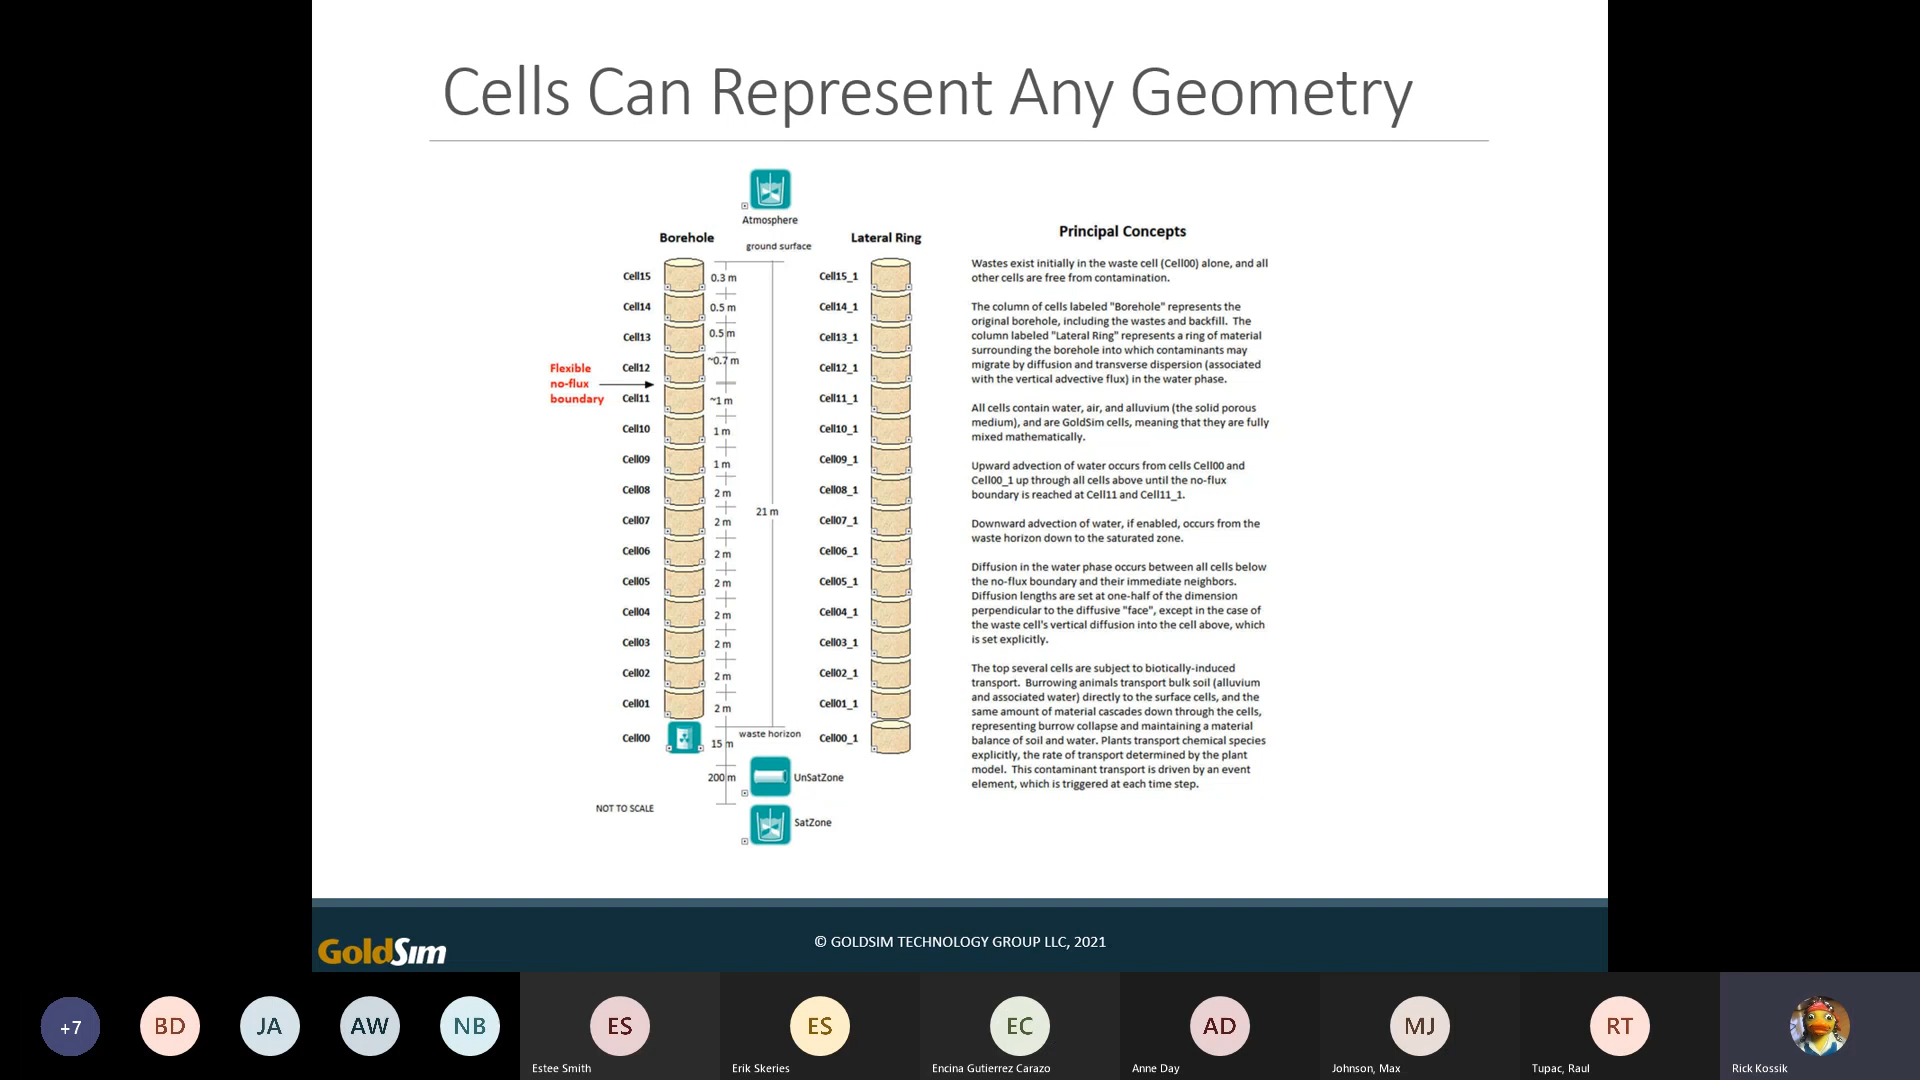 Cells Can Represent Any Geometry
Atmosphere
Borehole
ground surface
Lateral Ring
Cell15
0.3 m
Cell15_1
Cell14
0.5 m
Cell14_1
Cell13
0.5 m
Cell13_1
Flexible
no-flux
boundary
Cell12
~0.7 m
Cell12_1
Cell11
~1 m
Cell11_1
Cell10
1 m
Cell10_1
Cell09
1 m
Cell09_1
Cell08
2 m
Cell08_1
21 m
Cell07
2 m
Cell07_1
Cell06
2 m
Cell06_1
Cell05
2 m
Cell05_1
Cell04
2 m
Cell04_1
Cell03
2 m
Cell03_1
Cell02
2 m
Cell02_1
Cell01
2 m
Cell01_1
Cell00
15 m
waste horizon
Cell00_1
200 m
UnSatZone
NOT TO SCALE
SatZone
Principal Concepts
Wastes exist initially in the waste cell (Cell00) alone, and all
other cells are free from contamination.
The column of cells labeled "Borehole" represents the
original borehole, including the wastes and backfill. The
column labeled "Lateral Ring" represents a ring of material
surrounding the borehole into which contaminants may
migrate by diffusion and transverse dispersion (associated
with the vertical advective flux) in the water phase.
All cells contain water, air, and alluvium (the solid porous
medium), and are GoldSim cells, meaning that they are fully
mixed mathematically.
Upward advection of water occurs from cells Cell00 and
Cell00_1 up through all cells above until the no-flux
boundary is reached at Cell11 and Cell11_1.
Downward advection of water, if enabled, occurs from the
waste horizon down to the saturated zone.
Diffusion in the water phase occurs between all cells below
the no-flux boundary and their immediate neighbors.
Diffusion lengths are set at one-half of the dimension
perpendicular to the diffusive "face", except in the case of
the waste cell's vertical diffusion into the cell above, which
is set explicitly.
The top several cells are subject to biotically-induced
transport. Burrowing animals transport bulk soil (alluvium
and associated water) directly to the surface cells, and the
same amount of material cascades down through the cells,
representing burrow collapse and maintaining a material
balance of soil and water. Plants transport chemical species
explicitly, the rate of transport determined by the plant
model. This contaminant transport is driven by an event
element, which is triggered at each time step.
GoldSim
© GOLDSIM TECHNOLOGY GROUP LLC, 2021
+7
BD
JA
AW
NB
ES
ES
EC
AD
MJ
RT
Estee Smith
Erik Skeries
Encina Gutierrez Carazo
Anne Day
Johnson, Max
Tupac, Raul
Rick Kossik